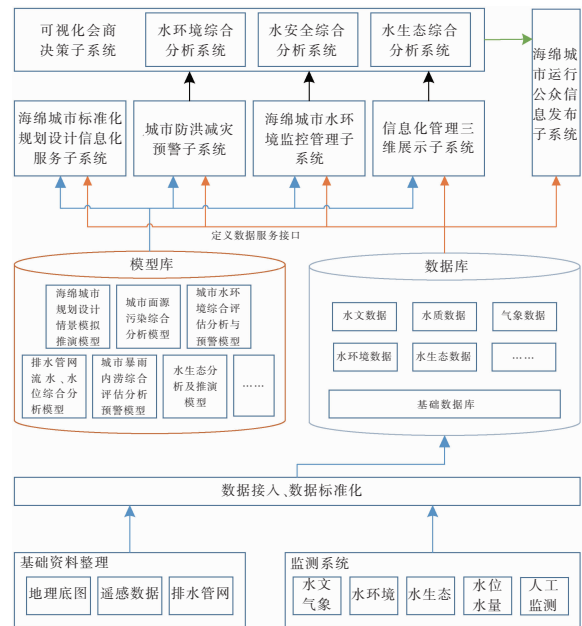 可视化会商
决策子系统
水环境综合
分析系统
水安全综合
分析系统
水生态综合
分析系统
海绵城
市运行
公众信
息发布
子系统
海绵城市标准化
规划设计信息化
服务子系统
城市防洪减灾
预警子系统
海绵城市水环
境监控管理子
系统
信息化管理三
维展示子系统
定义数据服务接口
模型库
海绵城市
规划设计
情景模拟
推演模型
城市面源
污染综合
分析模型
城市水环
境综合评
估分析与
预警模型
排水管网
流水、水
位综合分
析模型
城市暴雨
内涝综合
评估分析
预警模型
水生态分
析及推演
模型
……
数据库
水文数据
水质数据
气象数据
水环境数据
水生态数据
……
基础数据库
数据接入、数据标准化
基础资料整理
地理底图
遥感数据
排水管网
监测系统
水文
气象
水环境
水生态
水位
水量
人工
监测